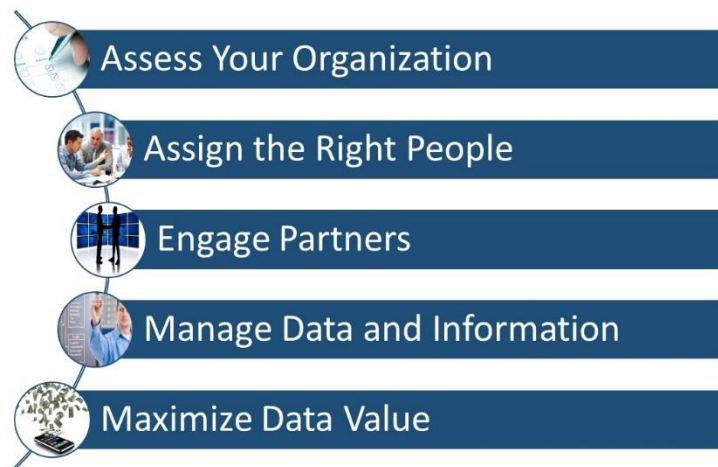 Assess Your Organization
Assign the Right People
Engage Partners
Manage Data and Information
Maximize Data Value